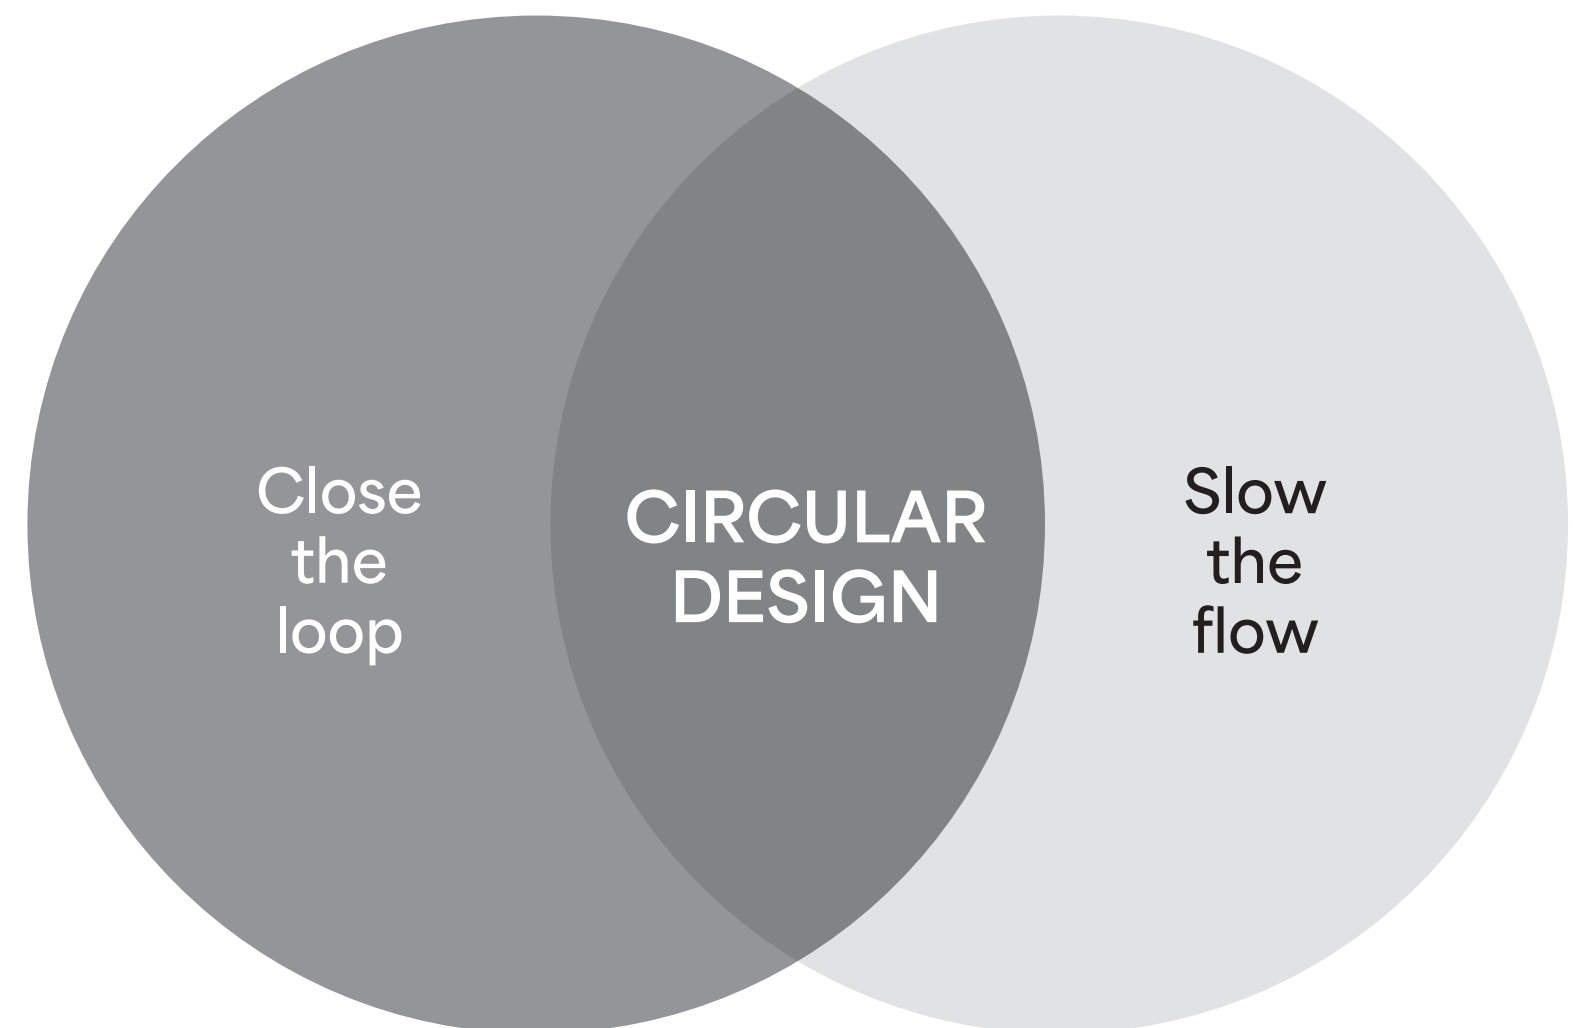 Close
the
loop
CIRCULAR
DESIGN
Slow
the
flow